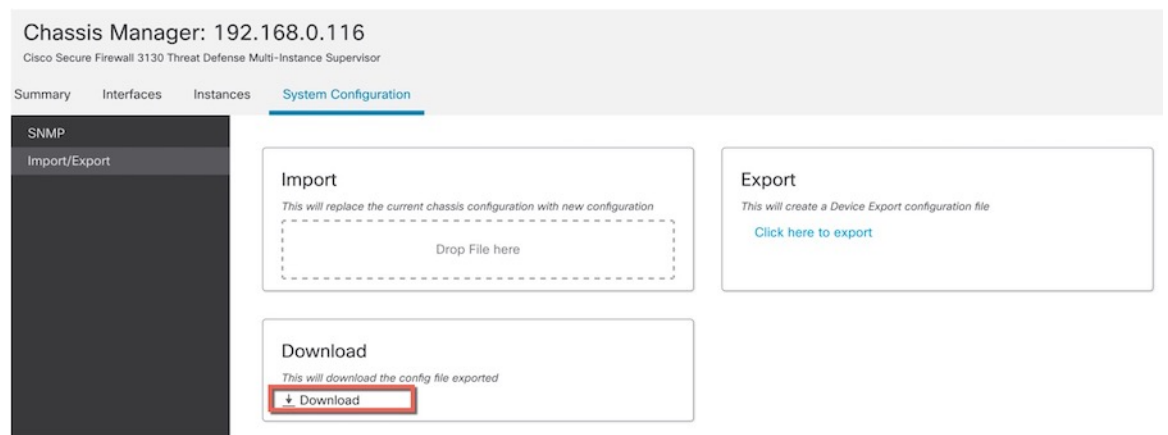 Chassis Manager: 192.168.0.116
Cisco Secure Firewall 3130 Threat Defense Multi-Instance Supervisor
Summary Interfaces Instances System Configuration
SNMP
Import/Export
Import
This will replace the current chassis configuration with new configuration
Drop File here
Export
This will create a Device Export configuration file
Click here to export
Download
This will download the config file exported
Download